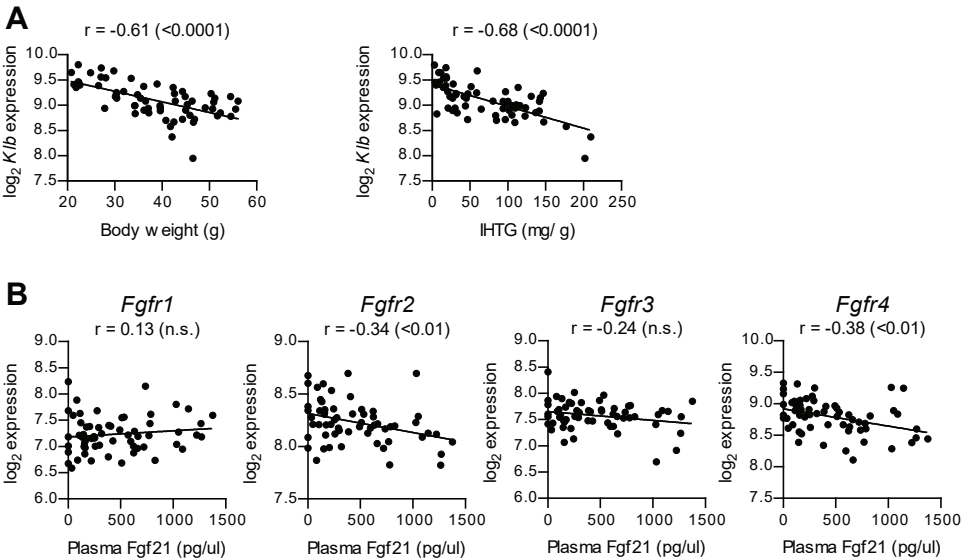 A
r = -0.61 (<0.0001)
log2 Klb expression
10.0
9.5
9.0
8.5
8.0
7.5
20 30 40 50 60
Body weight (g)
r = -0.68 (<0.0001)
log2 Klb expression
10.0
9.5
9.0
8.5
8.0
7.5
0 50 100 150 200 250
IHTG (mg/ g)
B
Fgfr1
r = 0.13 (n.s.)
log2 expression
9.0
8.5
8.0
7.5
7.0
6.5
6.0
0 500 1000 1500
Plasma Fgf21 (pg/ul)
Fgfr2
r = -0.34 (<0.01)
log2 expression
9.0
8.5
8.0
7.5
0 500 1000 1500
Plasma Fgf21 (pg/ul)
Fgfr3
r = -0.24 (n.s.)
log2 expression
9.0
8.5
8.0
7.5
7.0
6.5
6.0
0 500 1000 1500
Plasma Fgf21 (pg/ul)
Fgfr4
r = -0.38 (<0.01)
log2 expression
10.0
9.5
9.0
8.5
8.0
7.5
0 500 1000 1500
Plasma Fgf21 (pg/ul)